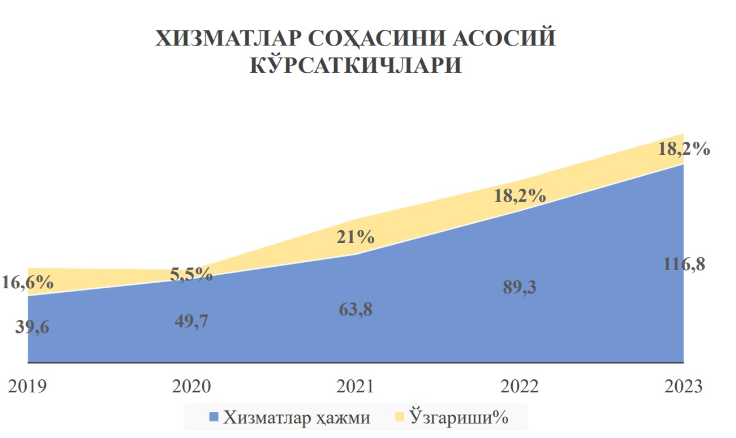 ХИЗМАТЛАР СОҲАСИНИ АСОСИЙ
КЎРСАТКИЧЛАРИ
18,2%
18,2%
21%
5,5%
16,6%
116,8
89,3
63,8
49,7
39,6
2019 2020 2021 2022 2023
Хизматлар ҳажми Ўзгариши%